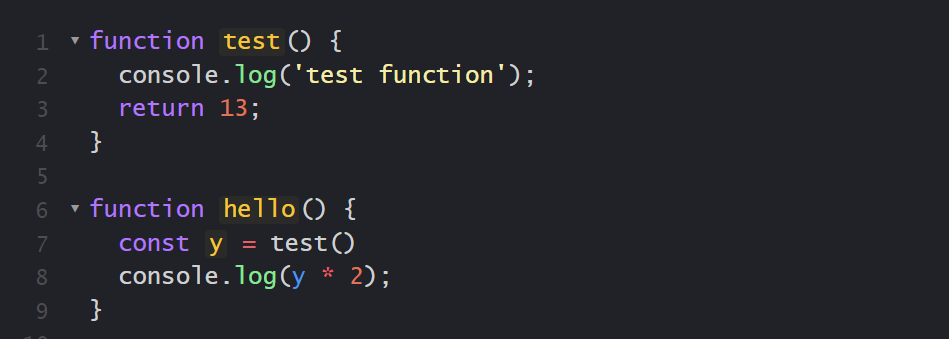 1 ▾ function test() {
2 console.log('test function');
3 return 13;
4 }
5
6 ▾ function hello() {
7 const y = test()
8 console.log(y * 2);
9 }
10